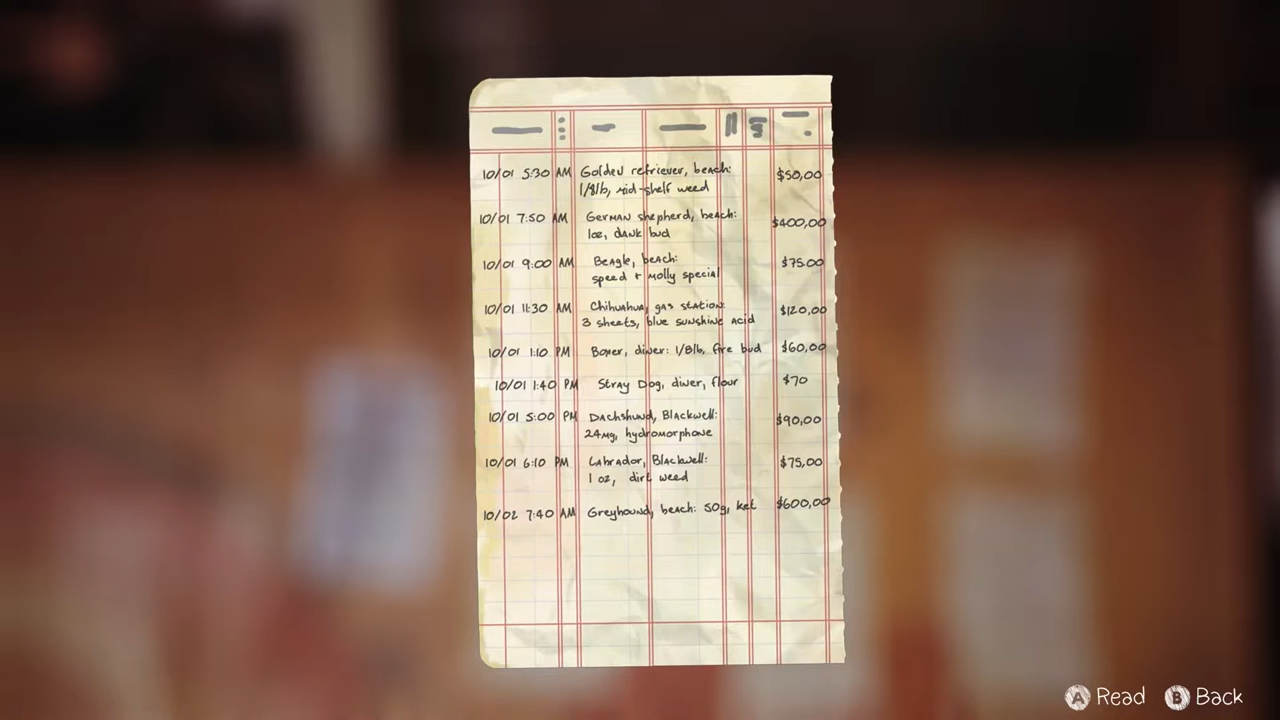 10/01 5:30 AM Golden retriever, beach: $50,00
1/8lb, mid-shelf weed
10/01 7:50 AM German shepherd, beach: $400,00
1oz, dank bud
10/01 9:00 AM Beagle, beach: $75.00
speed + molly special
10/01 11:30 AM Chihuahua, gas station: $120,00
3 sheets, blue sunshine acid
10/01 1:10 PM Boxer, diner: 1/8lb, fire bud $60,00
10/01 1:40 PM Stray Dog, diner, flour $70
10/01 5:00 PM Dachshund, Blackwell: $90,00
24mg, hydromorphone
10/01 6:10 PM Labrador, Blackwell: $75,00
1 oz, dirt weed
10/02 7:40 AM Greyhound, beach: 50g, ket $600,00
A Read B Back